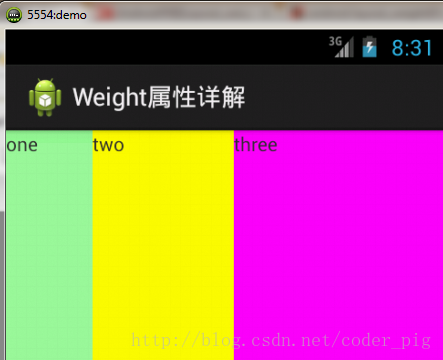 5554:demo
3G 8:31
Weight属性详解
one two three
http://blog.csdn.net/coder_pig